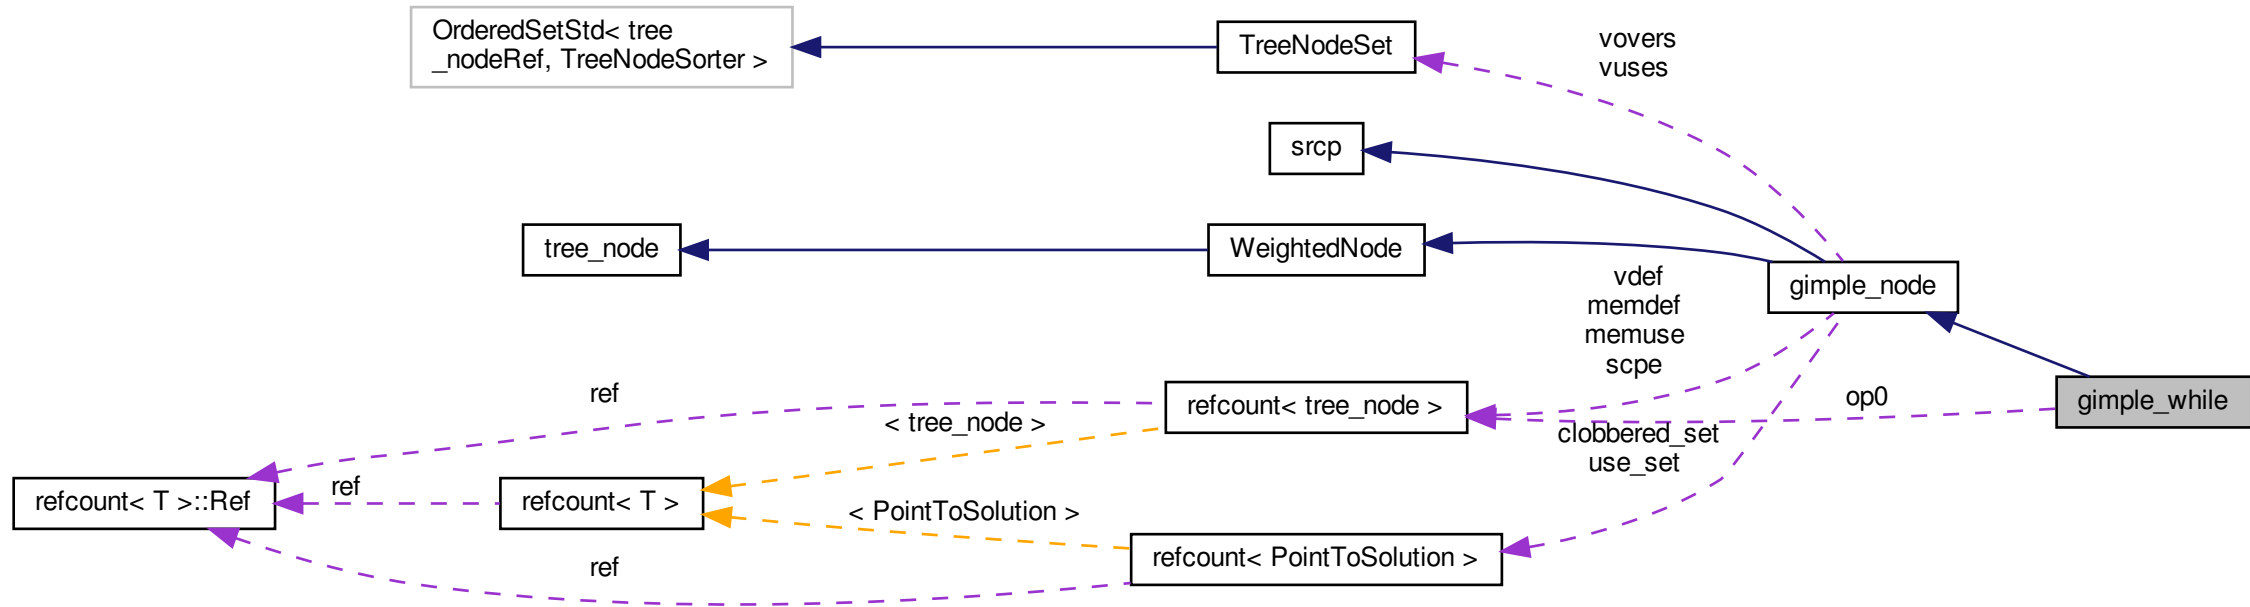 OrderedSetStd< tree
_nodeRef, TreeNodeSorter >
TreeNodeSet
vovers
vuses
srcp
tree_node
WeightedNode
gimple_node
vdef
memdef
memuse
scpe
gimple_while
op0
ref
refcount< tree_node >
< tree_node >
clobbered_set
use_set
refcount< T >::Ref
ref
refcount< T >
< PointToSolution >
refcount< PointToSolution >
ref